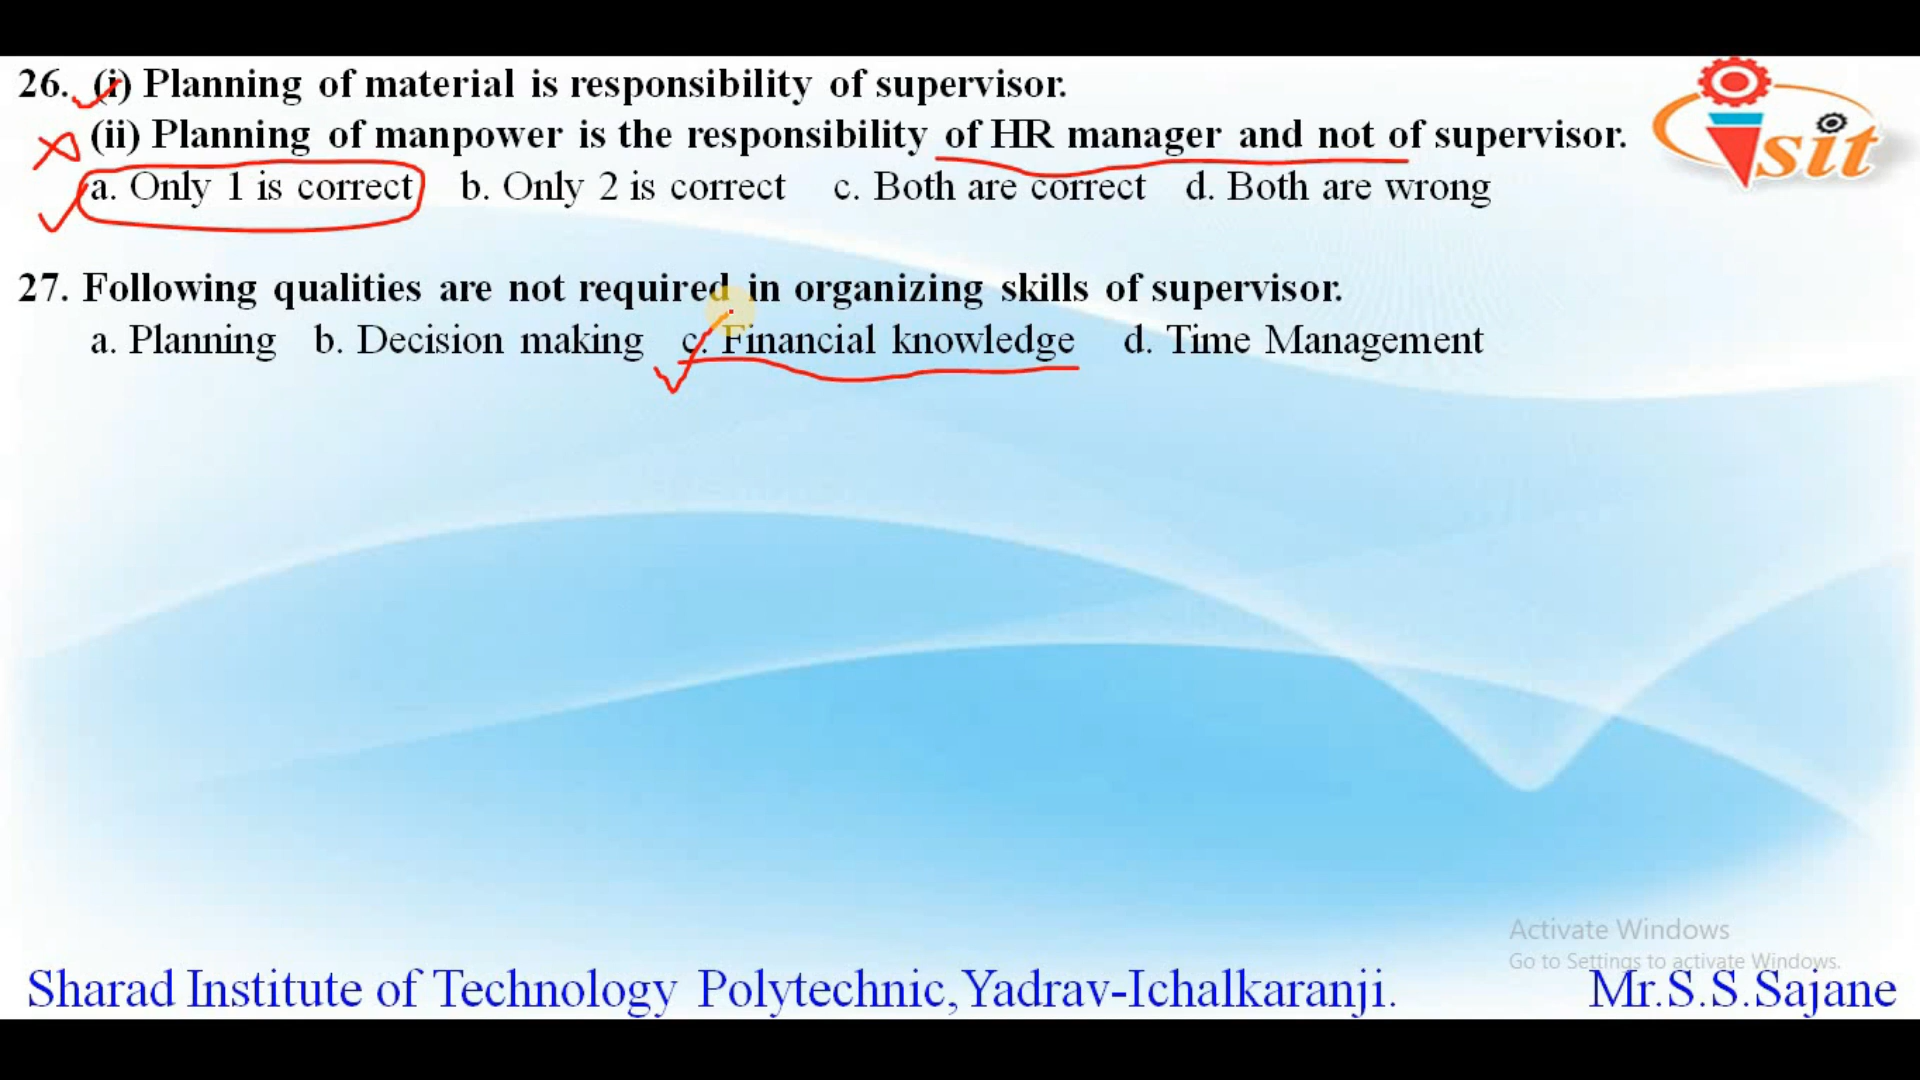 26. (i) Planning of material is responsibility of supervisor.
(ii) Planning of manpower is the responsibility of HR manager and not of supervisor.
a. Only 1 is correct b. Only 2 is correct c. Both are correct d. Both are wrong
sit
27. Following qualities are not required in organizing skills of supervisor.
a. Planning b. Decision making c. Financial knowledge d. Time Management
Activate Windows
Go to Settings to activate Windows.
Sharad Institute of Technology Polytechnic, Yadrav-Ichalkaranji. Mr.S.S.Sajane